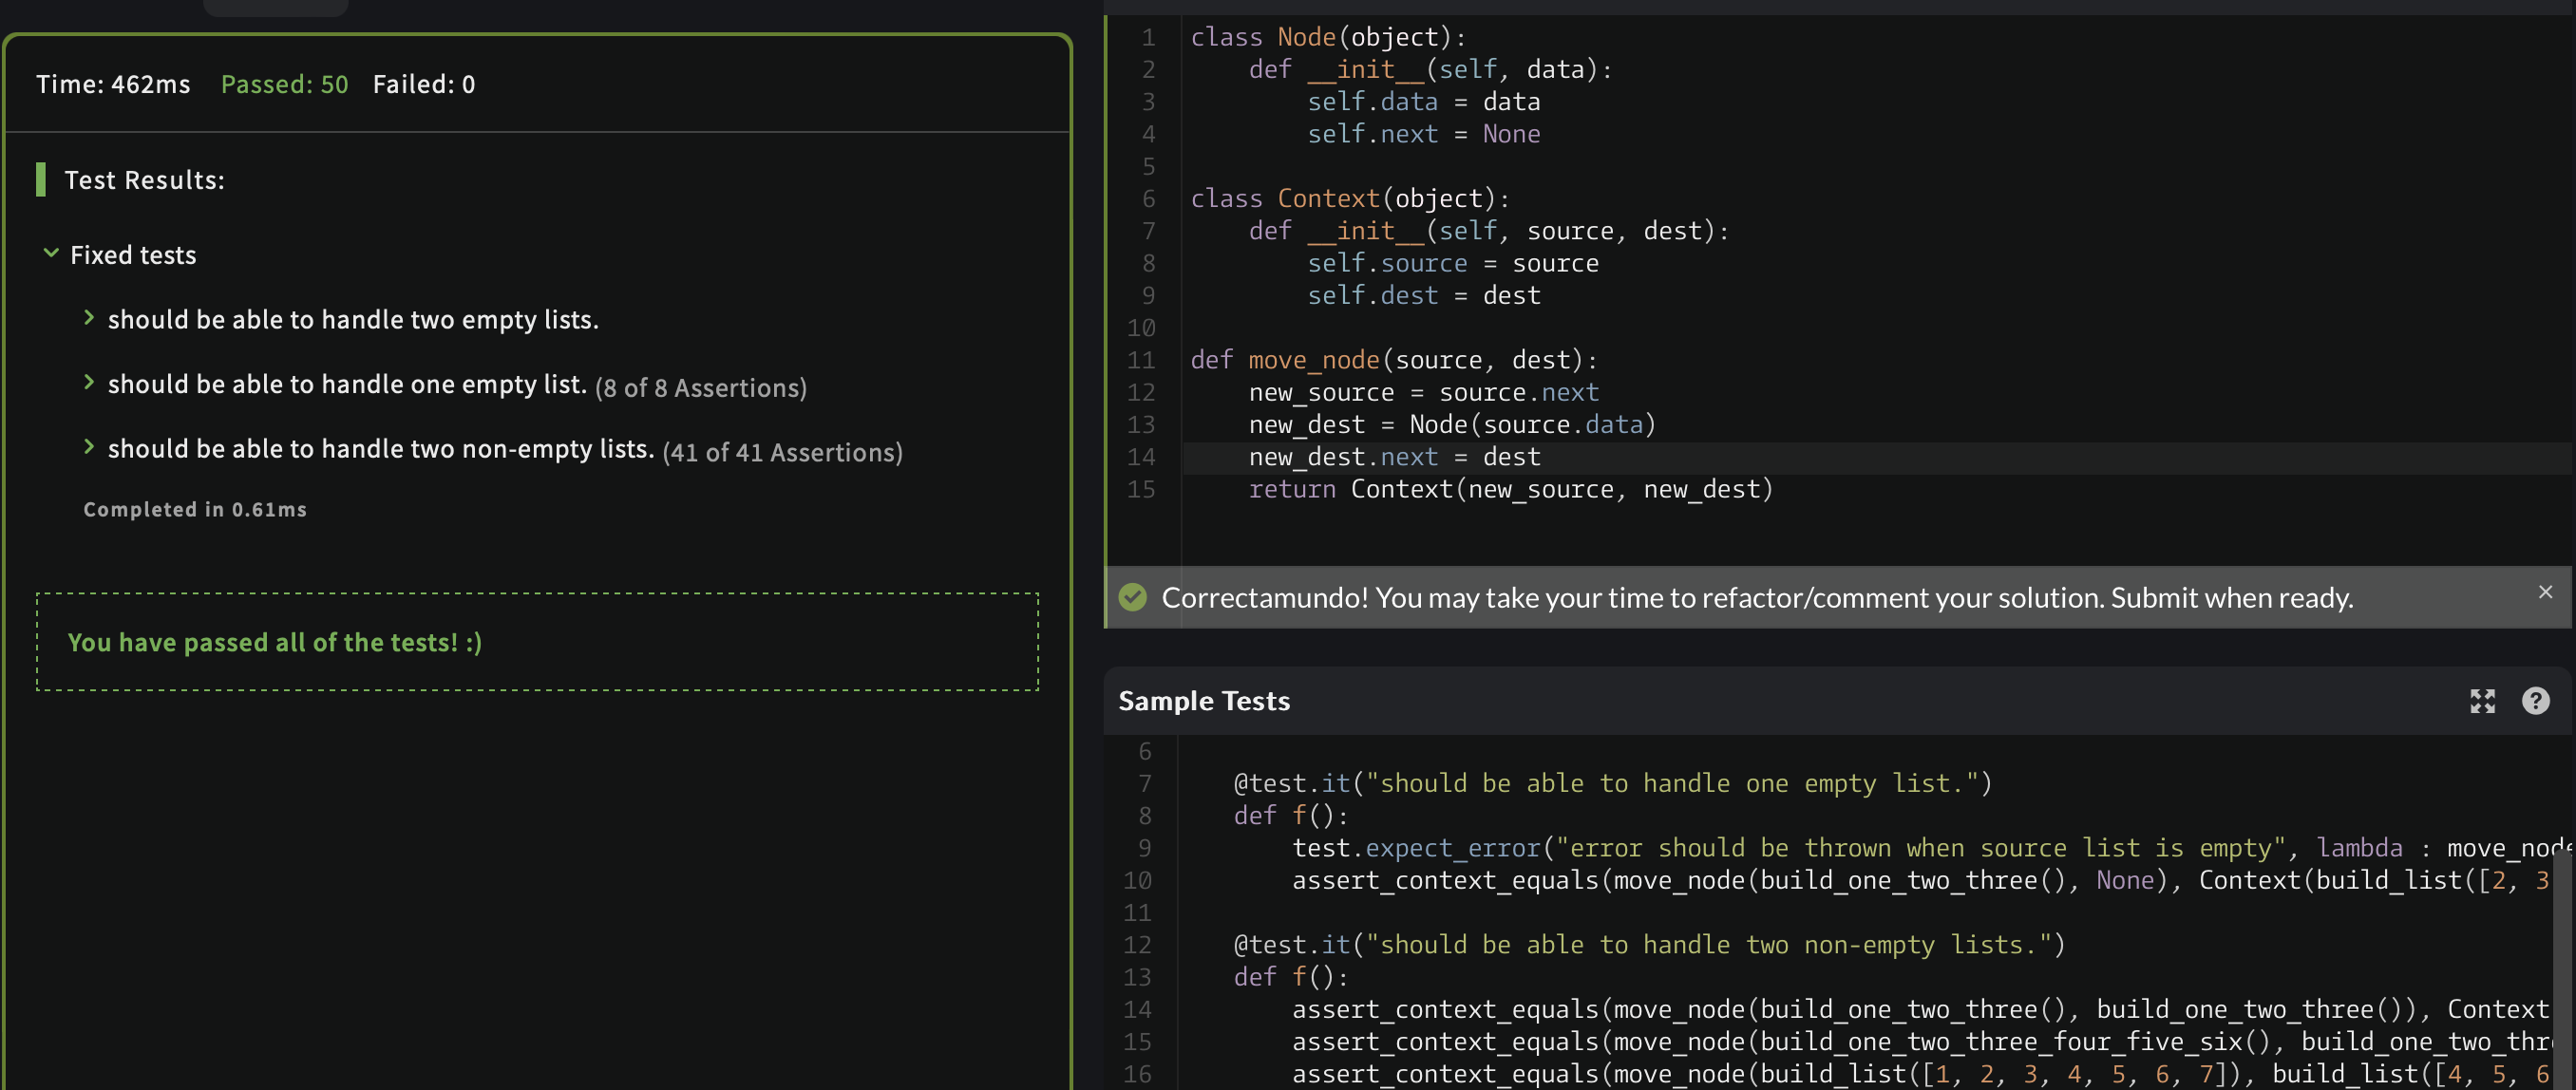 Time: 462ms Passed: 50 Failed: 0
Test Results:
Fixed tests
should be able to handle two empty lists.
should be able to handle one empty list. (8 of 8 Assertions)
should be able to handle two non-empty lists. (41 of 41 Assertions)
Completed in 0.61ms
You have passed all of the tests! :)
1 class Node(object):
2     def __init__(self, data):
3         self.data = data
4         self.next = None
5
6 class Context(object):
7     def __init__(self, source, dest):
8         self.source = source
9         self.dest = dest
10
11 def move_node(source, dest):
12     new_source = source.next
13     new_dest = Node(source.data)
14     new_dest.next = dest
15     return Context(new_source, new_dest)
Correctamundo! You may take your time to refactor/comment your solution. Submit when ready.
Sample Tests
6
7     @test.it("should be able to handle one empty list.")
8     def f():
9         test.expect_error("error should be thrown when source list is empty", lambda : move_node
10         assert_context_equals(move_node(build_one_two_three(), None), Context(build_list([2, 3
11
12     @test.it("should be able to handle two non-empty lists.")
13     def f():
14         assert_context_equals(move_node(build_one_two_three(), build_one_two_three()), Context
15         assert_context_equals(move_node(build_one_two_three_four_five_six(), build_one_two_thr
16         assert_context_equals(move_node(build_list([1, 2, 3, 4, 5, 6, 7]), build_list([4, 5, 6